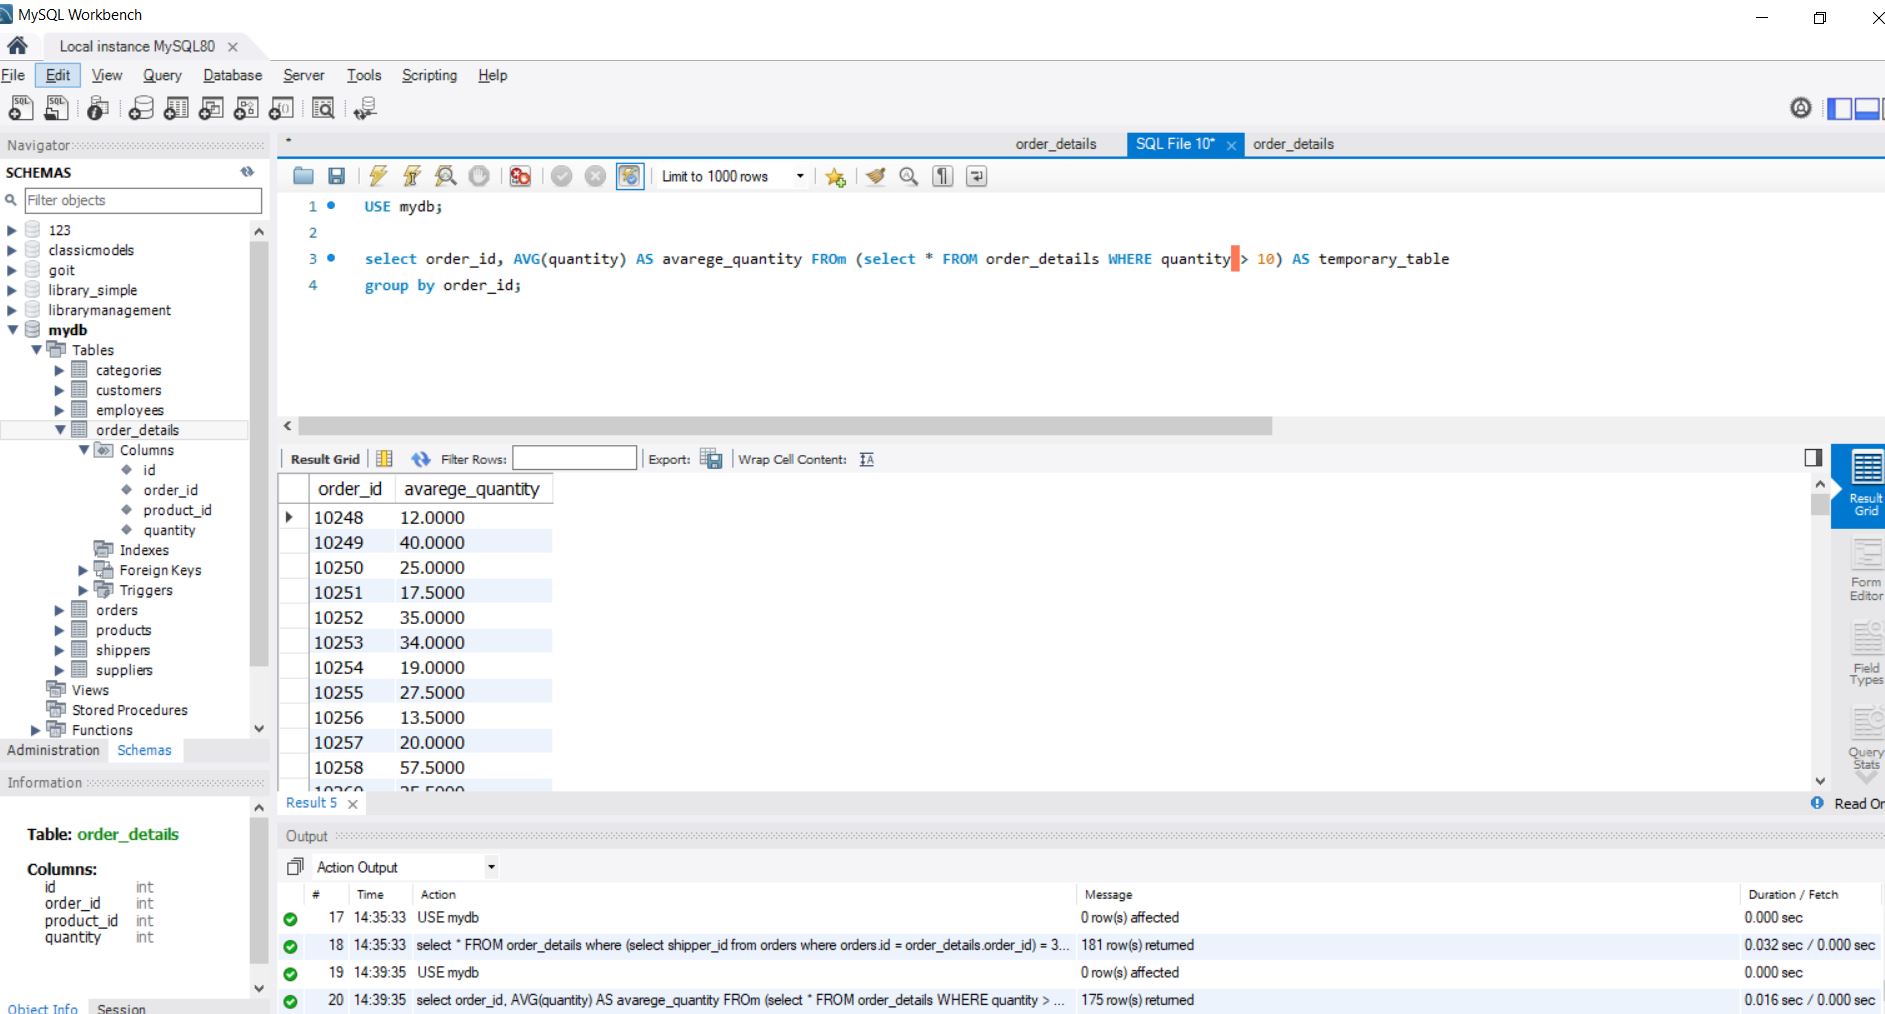 MySQL Workbench
Local instance MySQL80
File Edit View Query Database Server Tools Scripting Help
Navigator
SCHEMAS
Filter objects
123
classicmodels
goit
library_simple
librarymanagement
mydb
Tables
categories
customers
employees
order_details
Columns
id
order_id
product_id
quantity
Indexes
Foreign Keys
Triggers
orders
products
shippers
suppliers
Views
Stored Procedures
Functions
Administration Schemas
Information
Table: order_details
Columns:
id int
order_id int
product_id int
quantity int
Object Info Session
* order_details SQL File 10* order_details
Limit to 1000 rows
1 USE mydb;
2
3 select order_id, AVG(quantity) AS avarege_quantity FROm (select * FROM order_details WHERE quantity > 10) AS temporary_table
4 group by order_id;
Result Grid Filter Rows: Export: Wrap Cell Content:
order_id avarege_quantity
10248 12.0000
10249 40.0000
10250 25.0000
10251 17.5000
10252 35.0000
10253 34.0000
10254 19.0000
10255 27.5000
10256 13.5000
10257 20.0000
10258 57.5000
Result
Grid
Form
Editor
Field
Types
Query
Stats
Result 5
Read On
Output
Action Output
# Time Action Message Duration / Fetch
17 14:35:33 USE mydb 0 row(s) affected 0.000 sec
18 14:35:33 select * FROM order_details where (select shipper_id from orders where orders.id = order_details.order_id) = 3... 181 row(s) returned 0.032 sec / 0.000 sec
19 14:39:35 USE mydb 0 row(s) affected 0.000 sec
20 14:39:35 select order_id, AVG(quantity) AS avarege_quantity FROm (select * FROM order_details WHERE quantity > ... 175 row(s) returned 0.016 sec / 0.000 sec